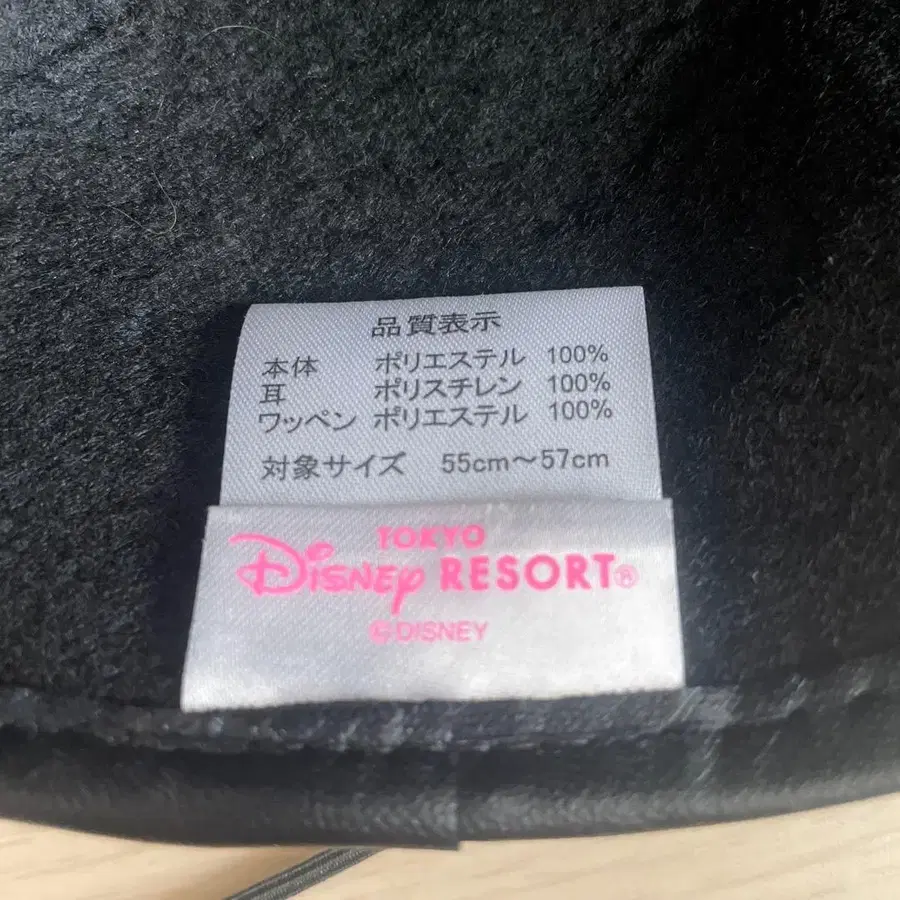 品質表示
本体 ポリエステル 100%
耳 ポリスチレン 100%
ワッペン ポリエステル 100%
対象サイズ 55cm～57cm
TOKYO
Disney RESORT®
©DISNEY